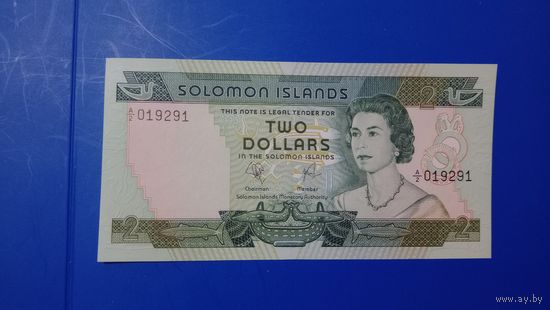 SOLOMON ISLANDS
2
THIS NOTE IS LEGAL TENDER FOR
A/2 019291
TWO
DOLLARS
IN THE SOLOMON ISLANDS
A/2 019291
Chairman Member
Solomon Islands Monetary Authority
2 2
www.ay.by